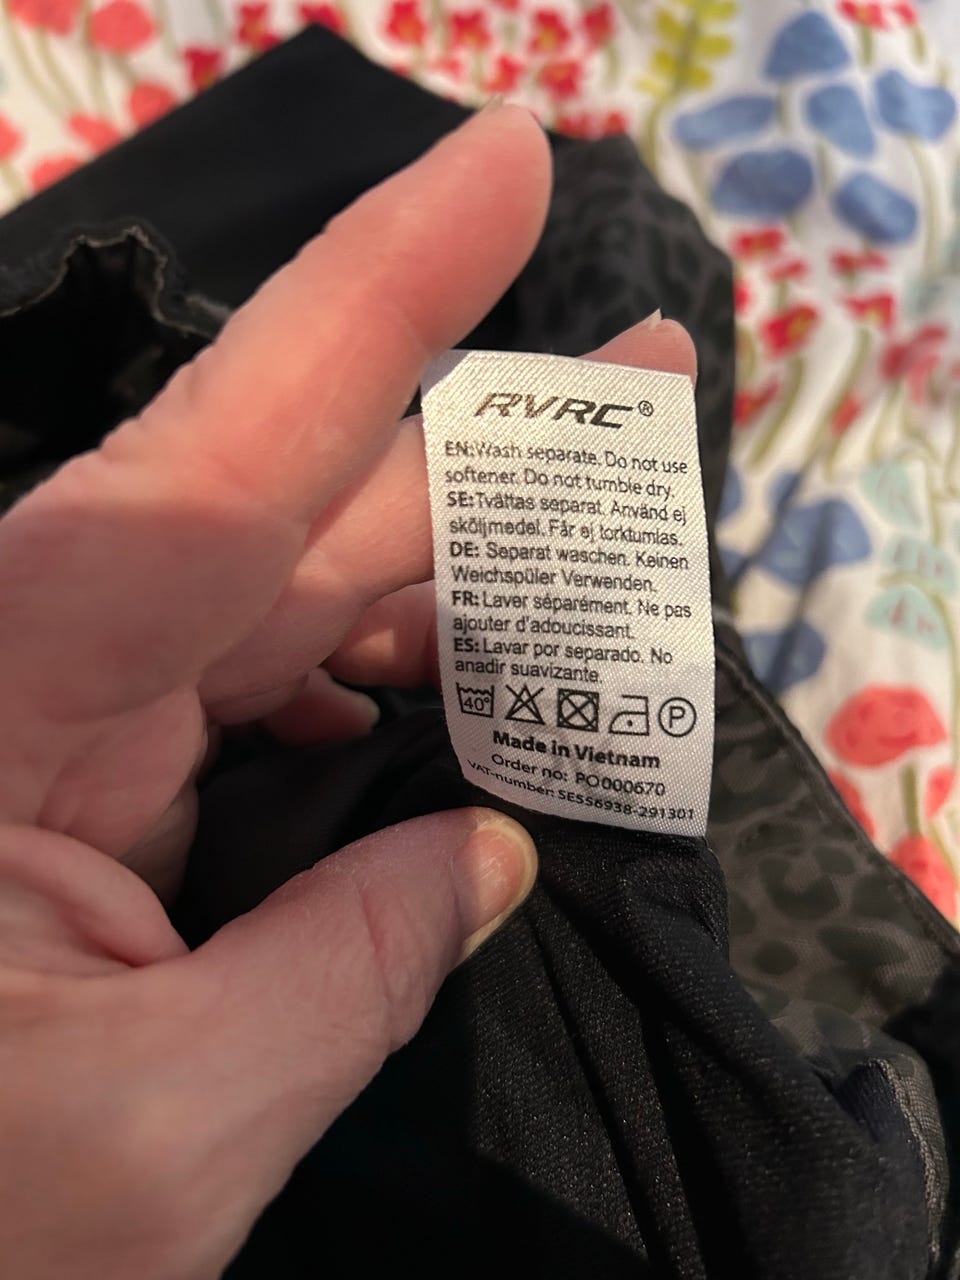 RVRC®
EN: Wash separate. Do not use
softener. Do not tumble dry.
SE: Tvättas separat. Använd ej
sköljmedel. Får ej torktumlas.
DE: Separat waschen. Keinen
Weichspüler Verwenden.
FR: Laver séparément. Ne pas
ajouter d'adoucissant.
ES: Lavar por separado. No
anadir suavizante.
40° P
Made in Vietnam
Order no: PO000670
VAT-number: SE556938-291301